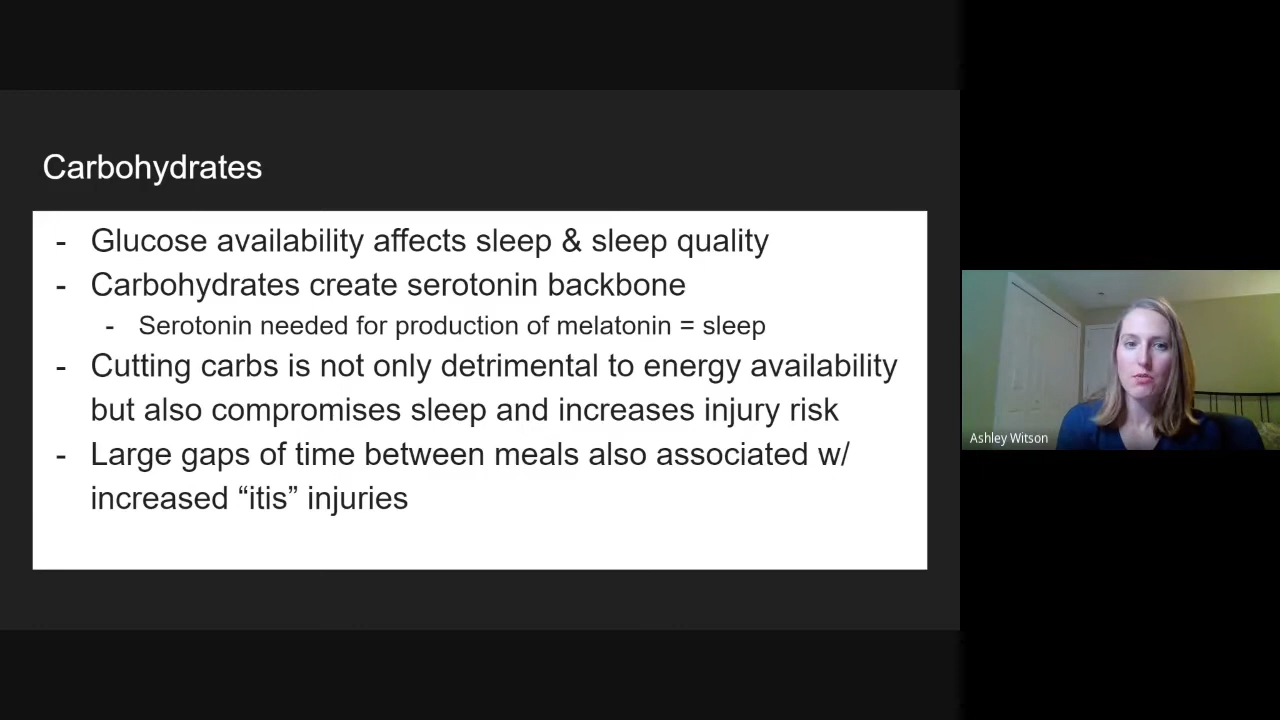 Carbohydrates
- Glucose availability affects sleep & sleep quality
- Carbohydrates create serotonin backbone
- Serotonin needed for production of melatonin = sleep
- Cutting carbs is not only detrimental to energy availability
but also compromises sleep and increases injury risk
- Large gaps of time between meals also associated w/
increased “itis” injuries
Ashley Witson